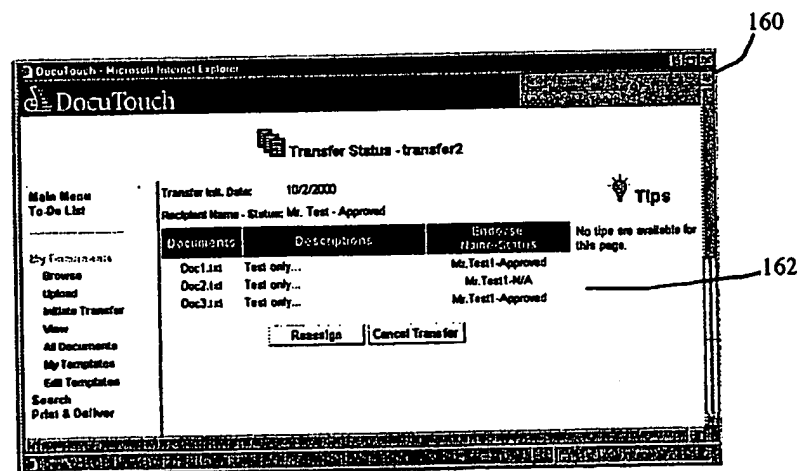 160
DocuTouch - Microsoft Internet Explorer
DocuTouch
Transfer Status - transfer2
Main Menu
To-Do List
My Documents
Browse
Upload
Initiate Transfer
View
All Documents
My Templates
Edit Templates
Search
Print & Deliver
Transfer Init. Date: 10/2/2000
Recipient Name - Status: Mr. Test - Approved
Documents Descriptions Endorse Name-Status
Doc1.txt Test only... Mr.Test1-Approved
Doc2.txt Test only... Mr.Test1-N/A
Doc3.txt Test only... Mr.Test1-Approved
Reassign Cancel Transfer
Tips
No tips are available for
this page.
162